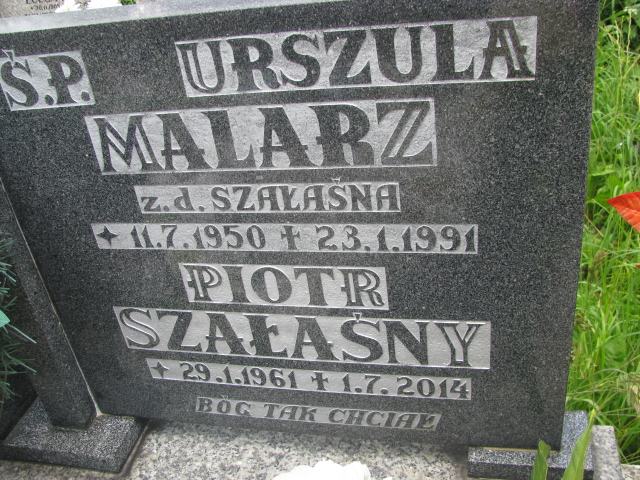 Ś.P. URSZULA
MALARZ
z.d. SZAŁAŚNA
✦ 11.7.1950 ✝ 23.1.1991
PIOTR
SZAŁAŚNY
✦ 29.1.1961 ✝ 1.7.2014
BÓG TAK CHCIAŁ